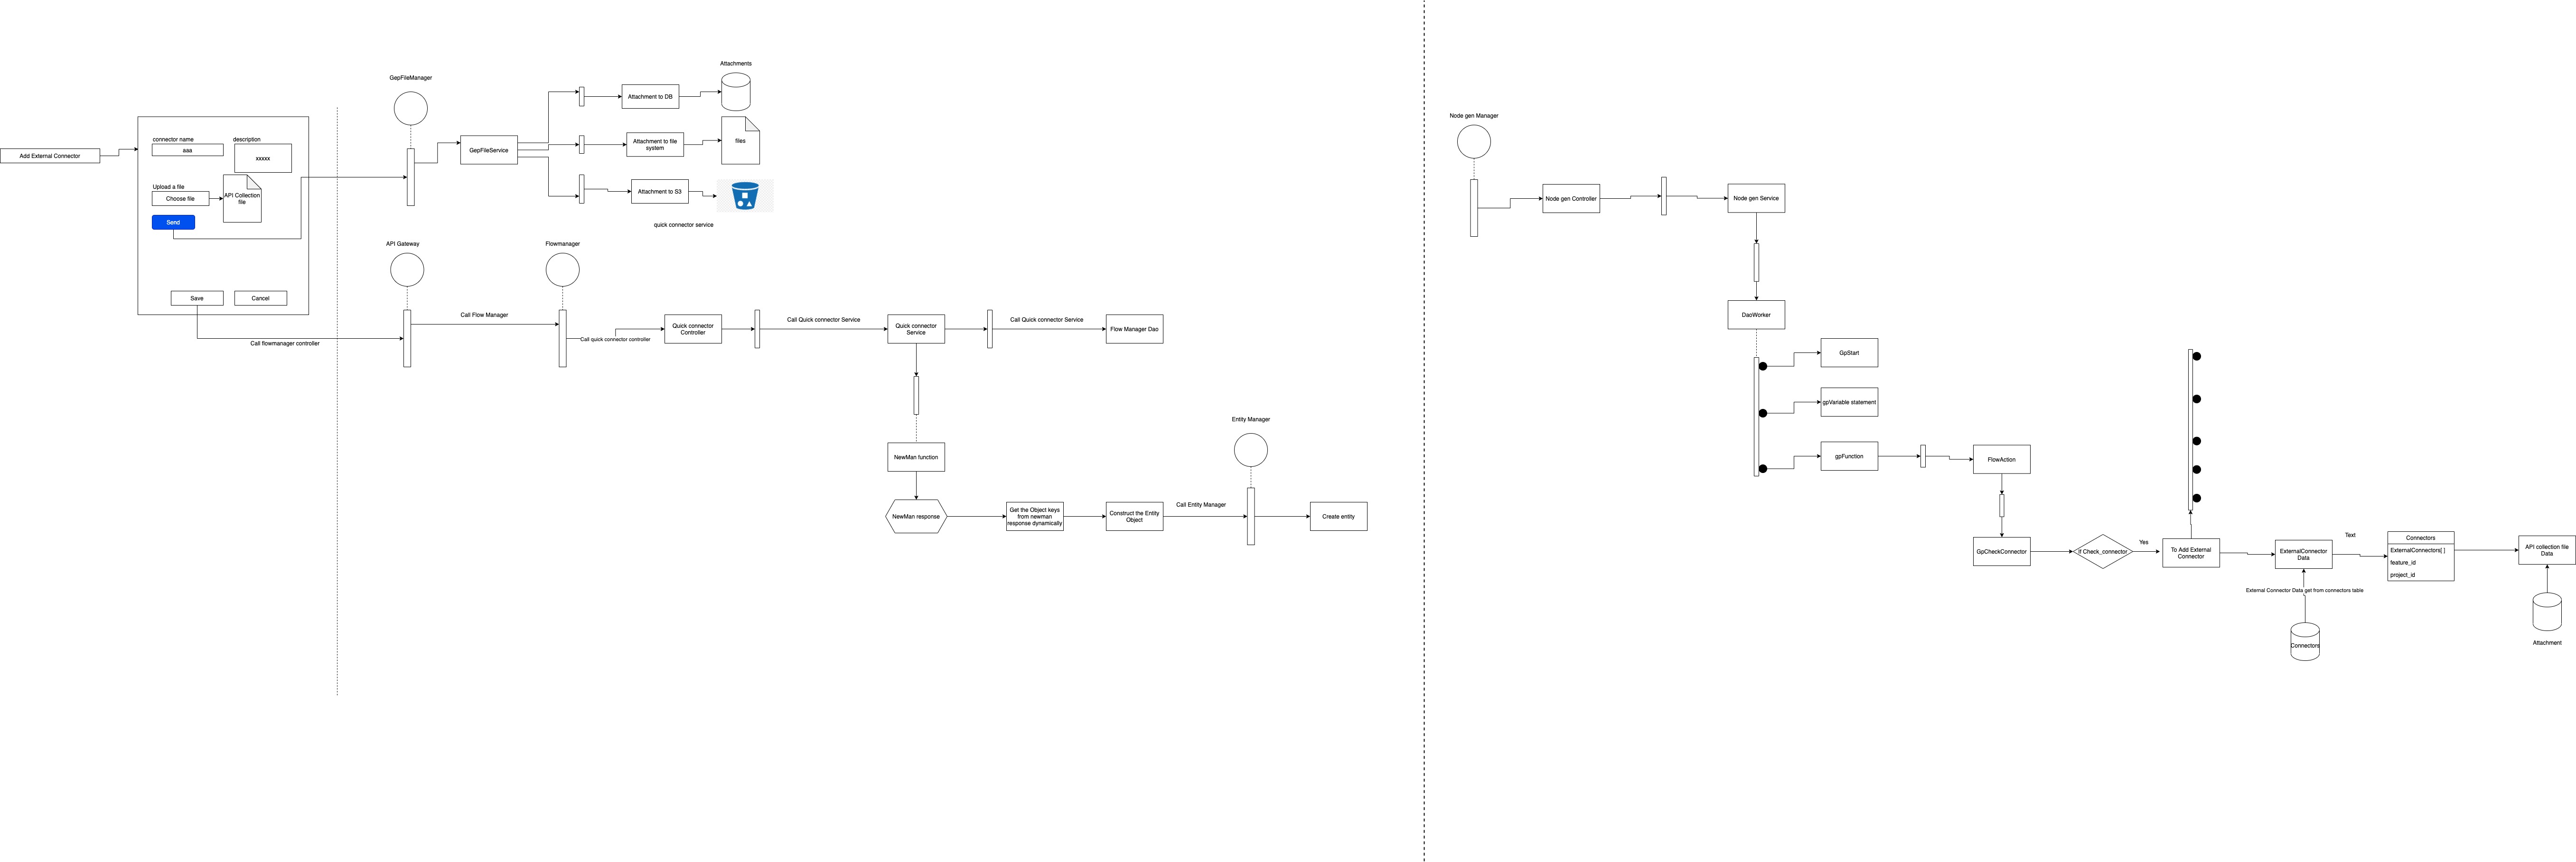 Add External Connector
connector name
aaa
description
xxxxx
Upload a file
Choose file
API Collection
file
Send
Save
Cancel
Call flowmanager controller
GepFileManager
GepFileService
Attachment to DB
Attachments
Attachment to file
system
files
Attachment to S3
quick connector service
API Gateway
Call Flow Manager
Flowmanager
Call quick connector controller
Quick connector
Controller
Call Quick connector Service
Quick connector
Service
Call Quick connector Service
Flow Manager Dao
NewMan function
NewMan response
Get the Object keys
from newman
response dynamically
Construct the Entity
Object
Call Entity Manager
Entity Manager
Create entity
Node gen Manager
Node gen Controller
Node gen Service
DaoWorker
GpStart
gpVariable statement
gpFunction
FlowAction
GpCheckConnector
If Check_connector
Yes
To Add External
Connector
ExternalConnector
Data
External Connector Data get from connectors table
Connectors
Text
Connectors
ExternalConnectors[ ]
feature_id
project_id
API collection file
Data
Attachment